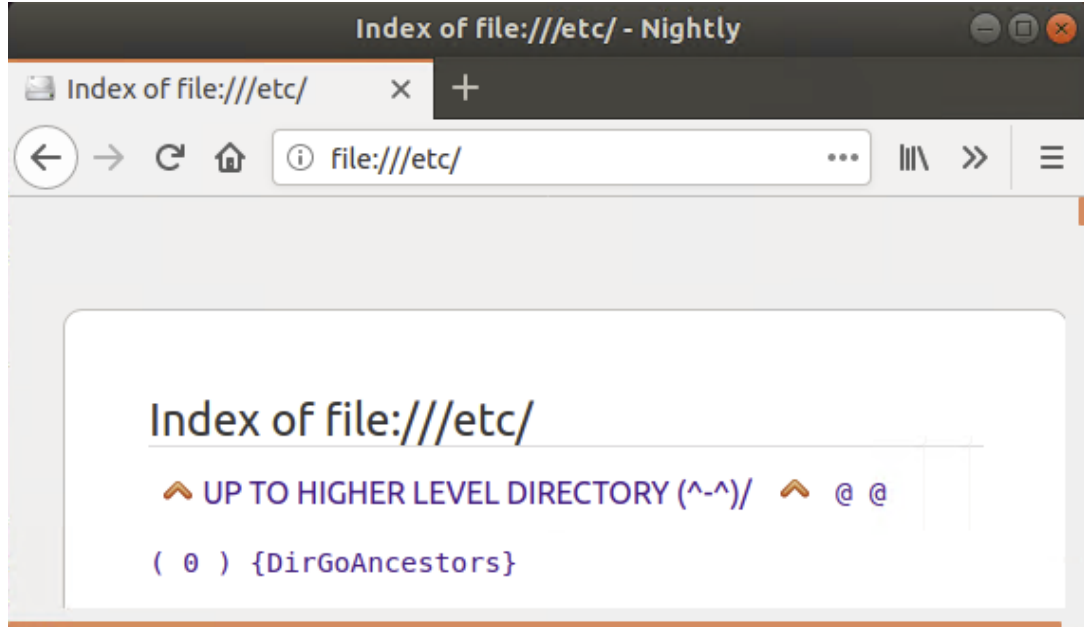 Index of file:///etc/ - Nightly
Index of file:///etc/
file:///etc/
Index of file:///etc/
UP TO HIGHER LEVEL DIRECTORY (^-^)/ @ @
( 0 ) {DirGoAncestors}